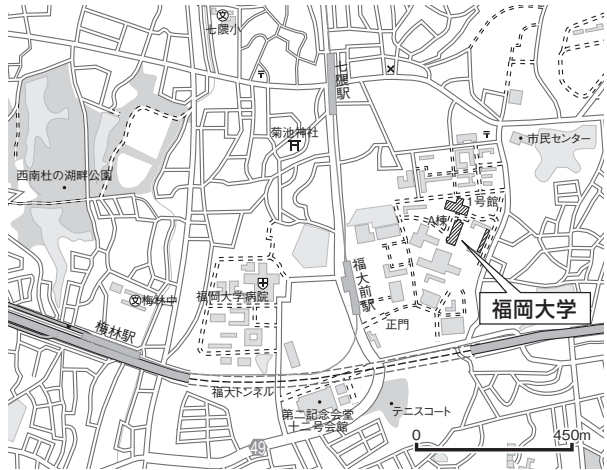 七隈小
七隈駅
菊池神社
市民センター
西南杜の湖畔公園
1号館
A棟
福大前駅
福岡大学病院
梅林中
福岡大学
正門
梅林駅
福大トンネル
第二記念会堂
十二号会館
テニスコート
49
0 450m